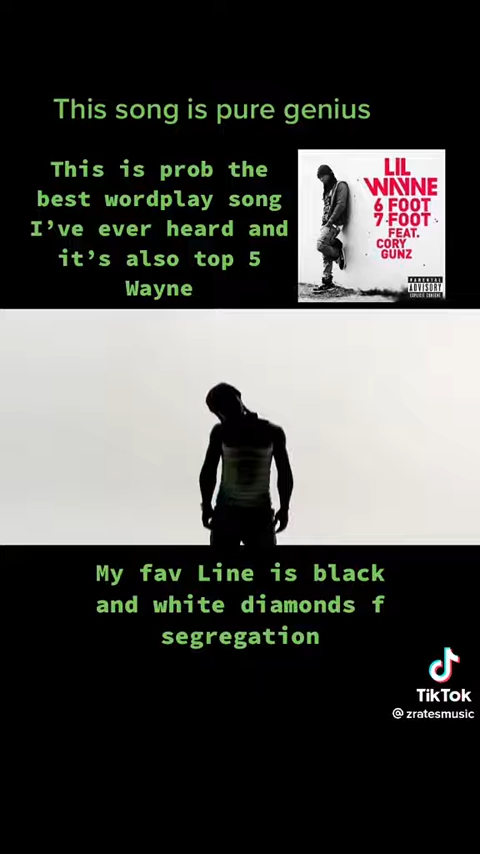 This song is pure genius
This is prob the
best wordplay song
I’ve ever heard and
it’s also top 5
Wayne
LIL
WAYNE
6 FOOT
7 FOOT
FEAT.
CORY
GUNZ
PARENTAL
ADVISORY
EXPLICIT CONTENT
My fav Line is black
and white diamonds f
segregation
TikTok
@zratesmusic